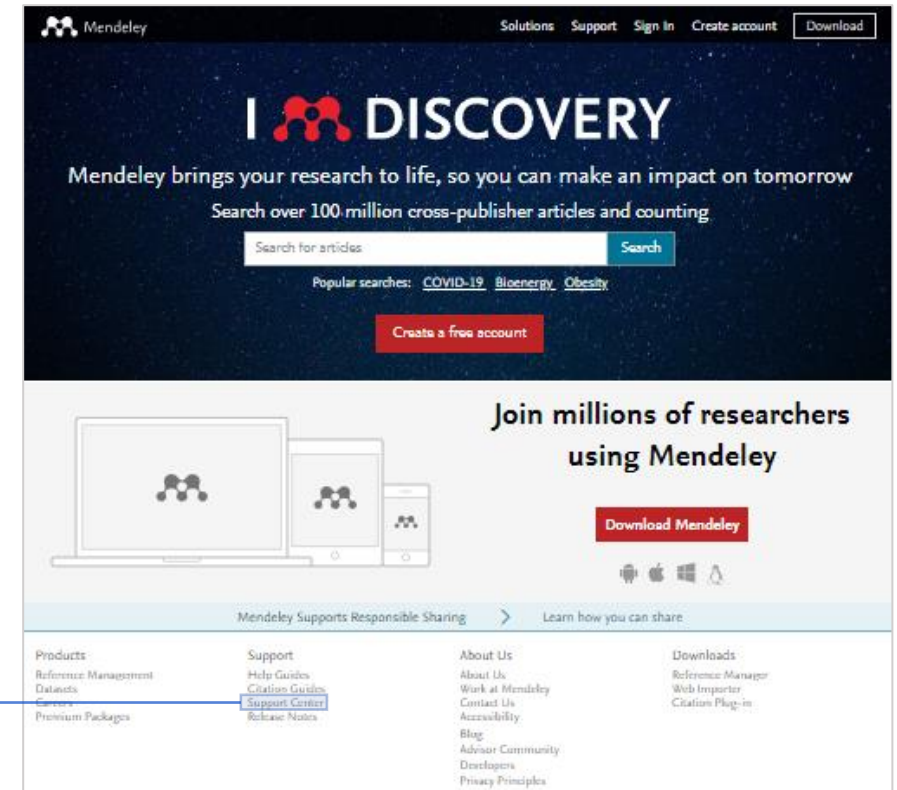 Mendeley
Solutions Support Sign In Create account Download
I DISCOVERY
Mendeley brings your research to life, so you can make an impact on tomorrow
Search over 100 million cross-publisher articles and counting
Search for articles Search
Popular searches: COVID-19 Bioenergy Obesity
Create a free account
Join millions of researchers
using Mendeley
Download Mendeley
Mendeley Supports Responsible Sharing Learn how you can share
Products
Reference Management
Datasets
Careers
Premium Packages
Support
Help Guides
Citation Guides
Support Center
Release Notes
About Us
About Us
Work at Mendeley
Contact Us
Accessibility
Blog
Advisor Community
Developers
Privacy Principles
Downloads
Reference Manager
Web Importer
Citation Plug-in